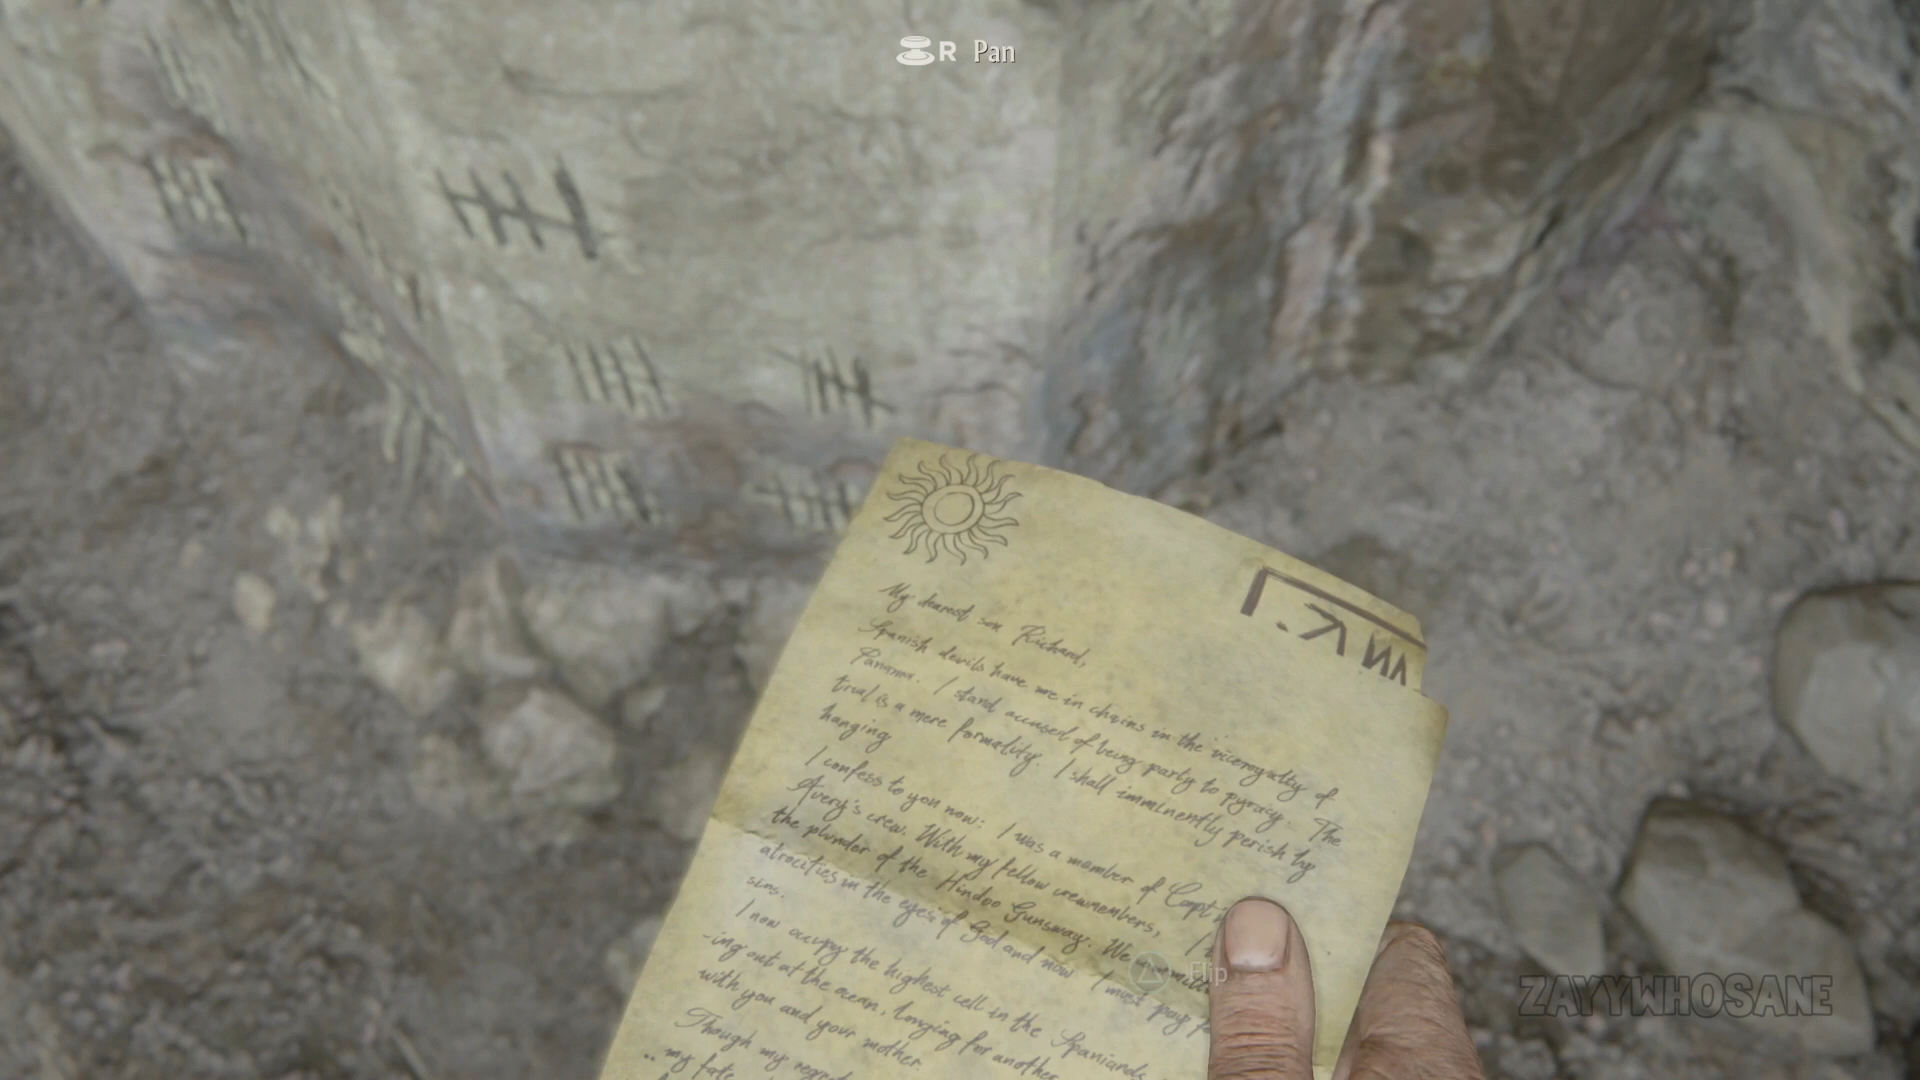 R Pan
My dearest son Richard,
Spanish devils have me in chains in the viceroyalty of
Panama. I stand accused of being party to pyracy. The
trial is a mere formality. I shall imminently perish by
hanging
I confess to you now: I was a member of Capt
Avery's crew. With my fellow crewmembers, I
the plunder of the Hindoo Gunsway. We
atrocities in the eyes of God and now I must pay
sins.
I now occupy the highest cell in the Spaniards
-ing out at the ocean, longing for another
with you and your mother.
Though my
my fate
Flip
ZAYYWHOSANE